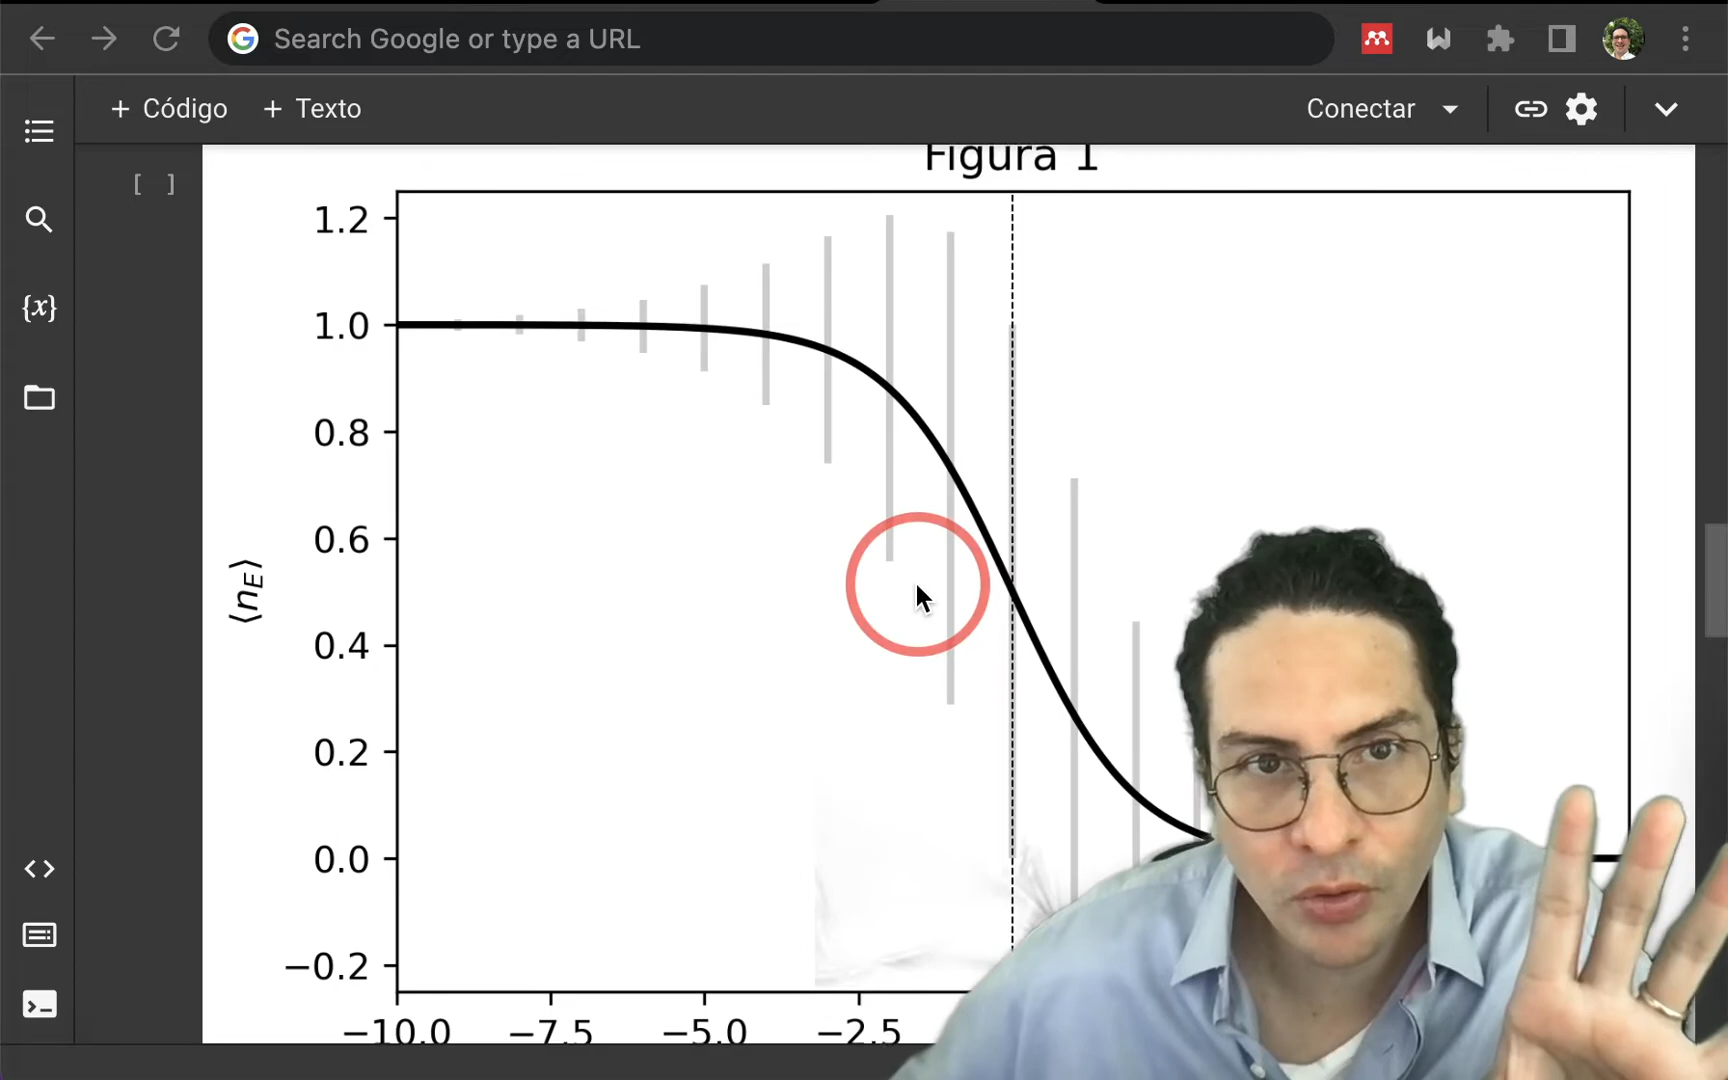 Search Google or type a URL
+ Código + Texto
Conectar
Figura 1
[ ]
{x}
1.2
1.0
0.8
0.6
⟨n_E⟩
0.4
0.2
0.0
−0.2
−10.0 −7.5 −5.0 −2.5